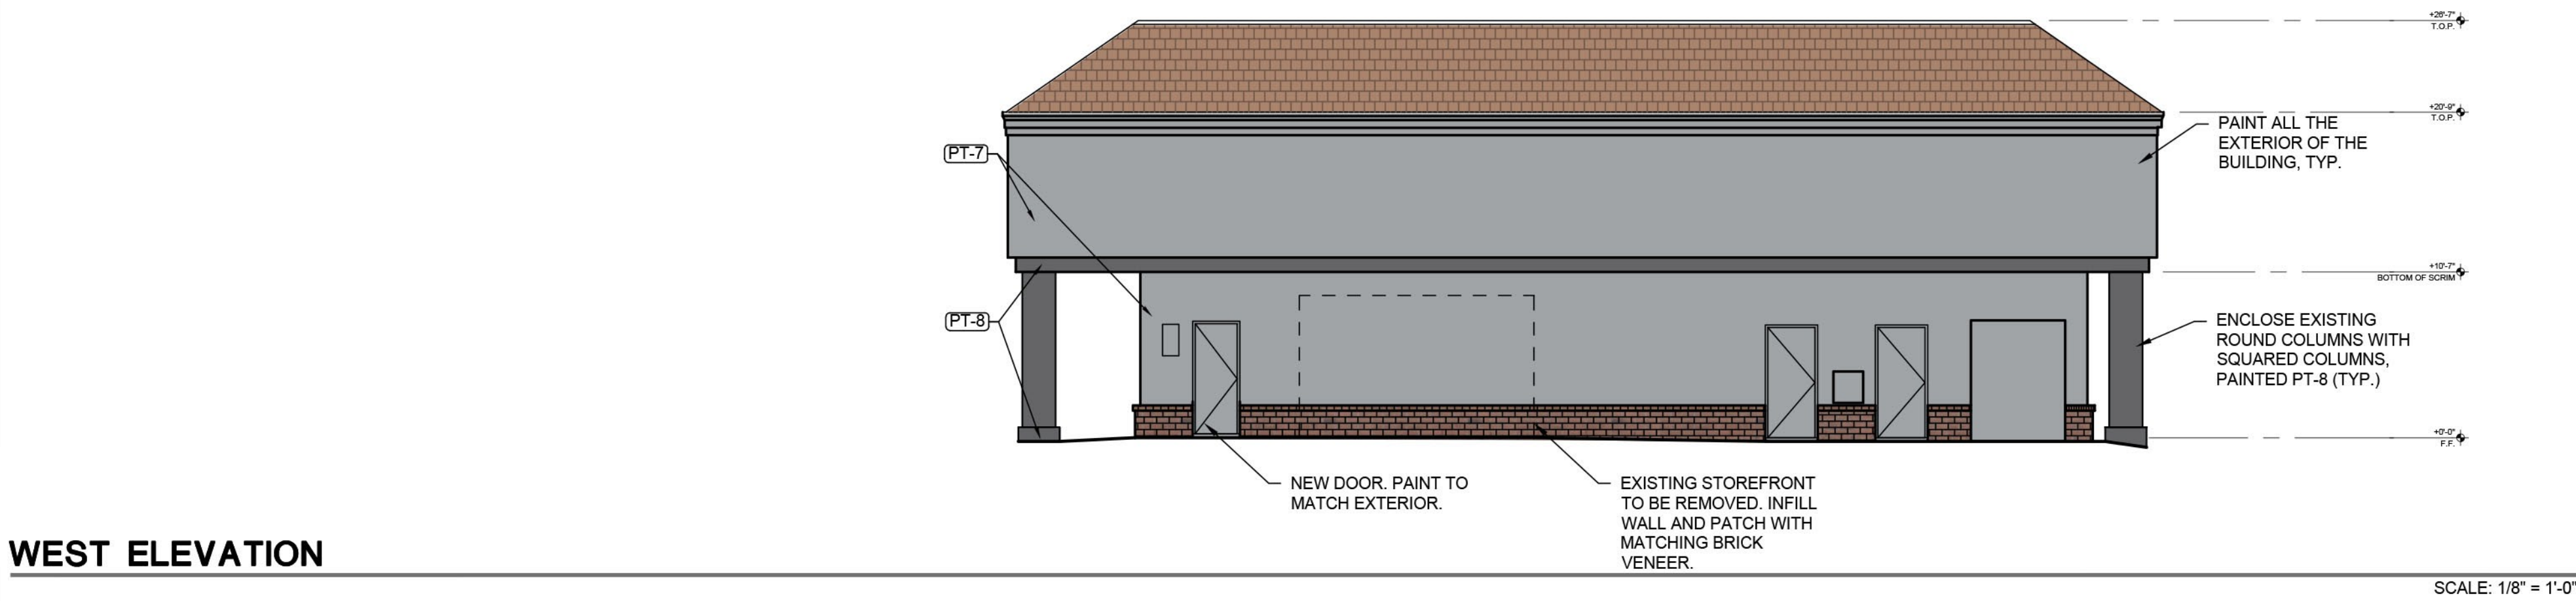 +26'-7"
T.O.P.
+20'-9"
T.O.P.
PAINT ALL THE
EXTERIOR OF THE
BUILDING, TYP.
PT-7
+10'-7"
BOTTOM OF SCRIM
PT-8
ENCLOSE EXISTING
ROUND COLUMNS WITH
SQUARED COLUMNS,
PAINTED PT-8 (TYP.)
+0'-0"
F.F.
NEW DOOR. PAINT TO
MATCH EXTERIOR.
EXISTING STOREFRONT
TO BE REMOVED. INFILL
WALL AND PATCH WITH
MATCHING BRICK
VENEER.
WEST ELEVATION
SCALE: 1/8" = 1'-0"